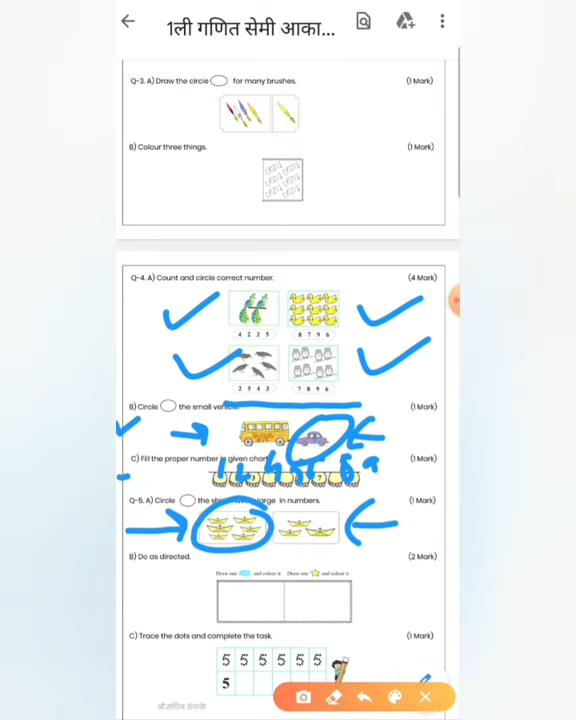 1ली गणित सेमी आका...
Q-3. A) Draw the circle for many brushes. (1 Mark)
B) Colour three things. (1 Mark)
Q-4. A) Count and circle correct number. (4 Mark)
4 2 3 5 8 7 9 6
2 5 4 3 7 8 9 6
B) Circle the small (1 Mark)
SCHOOL BUS
C) Fill the proper number in given chart (1 Mark)
Q-5. A) Circle the large in numbers. (1 Mark)
B) Do as directed. (2 Mark)
Draw one and colour it. Draw one and colour it.
C) Trace the dots and complete the task. (1 Mark)
5 5 5 5 5 5
5